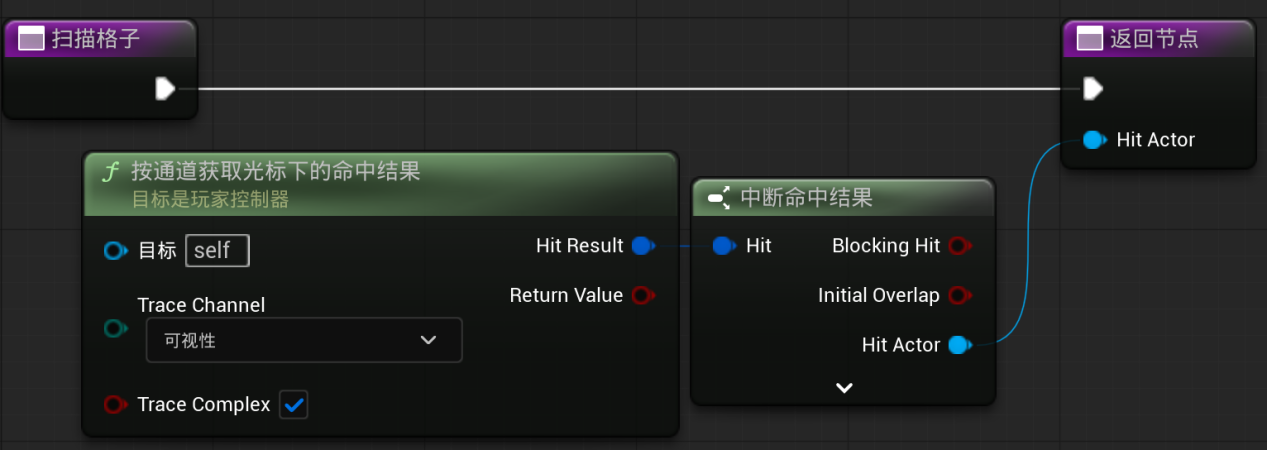 扫描格子
返回节点
Hit Actor
f 按通道获取光标下的命中结果
目标是玩家控制器
目标 self
Hit Result
Return Value
Trace Channel
可视性
Trace Complex
中断命中结果
Hit
Blocking Hit
Initial Overlap
Hit Actor